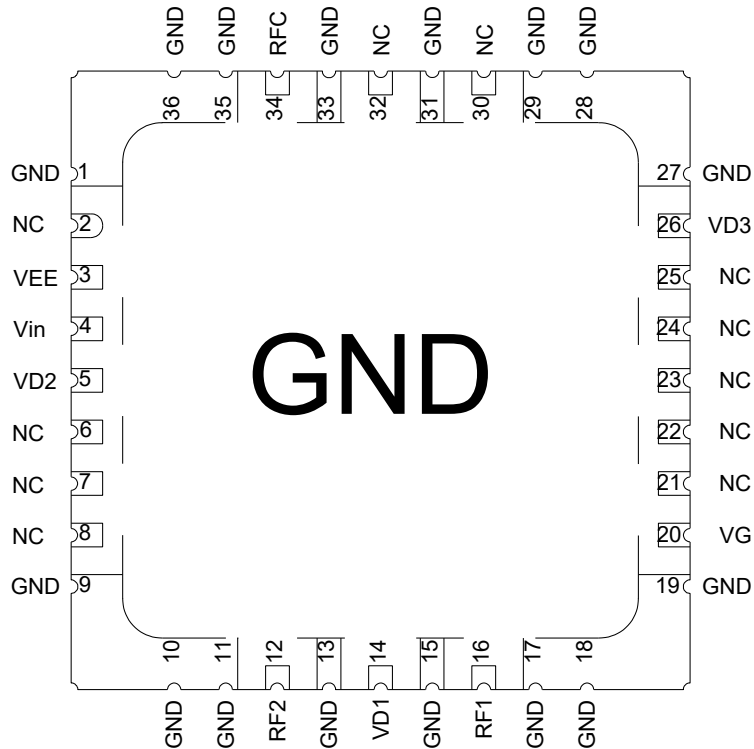 GND GND RFC GND NC GND NC GND GND
36 35 34 33 32 31 30 29 28
GND 1 27 GND
NC 2 26 VD3
VEE 3 25 NC
Vin 4 24 NC
VD2 5 23 NC
GND
NC 6 22 NC
NC 7 21 NC
NC 8 20 VG
GND 9 19 GND
10 11 12 13 14 15 16 17 18
GND GND RF2 GND VD1 GND RF1 GND GND